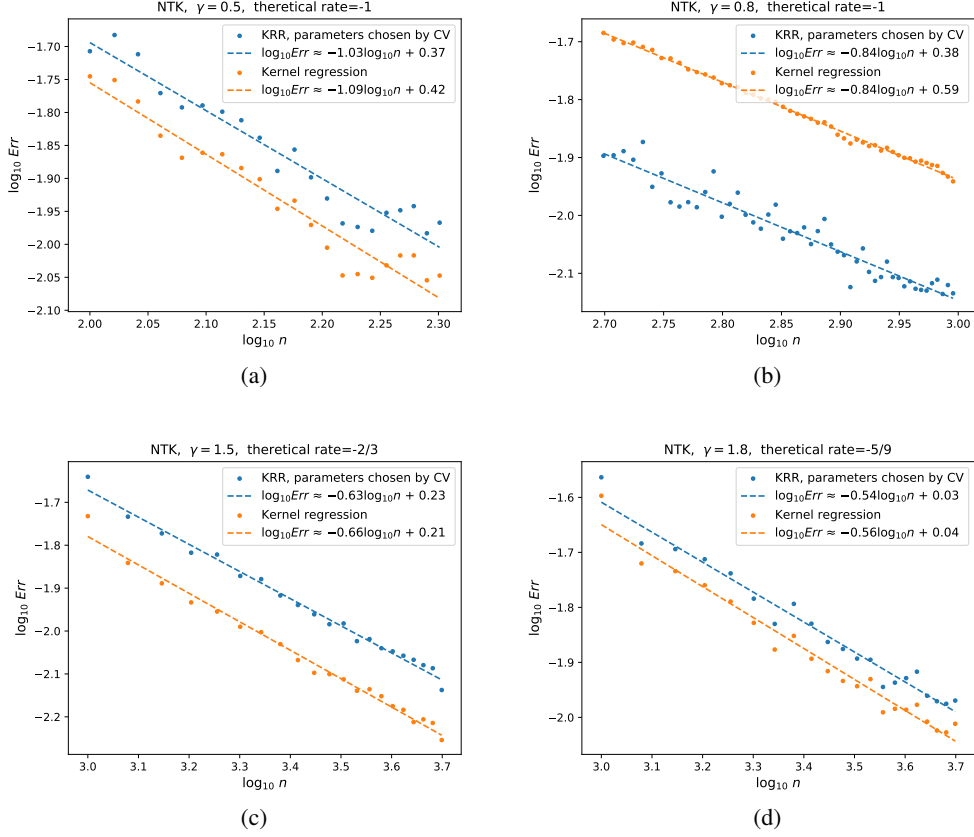 NTK, γ = 0.5, theretical rate=-1
KRR, parameters chosen by CV
log₁₀Err ≈ −1.03log₁₀n + 0.37
Kernel regression
log₁₀Err ≈ −1.09log₁₀n + 0.42
−1.70
−1.75
−1.80
−1.85
−1.90
−1.95
−2.00
−2.05
−2.10
log₁₀ Err
2.00 2.05 2.10 2.15 2.20 2.25 2.30
log₁₀ n
(a)
NTK, γ = 0.8, theretical rate=-1
KRR, parameters chosen by CV
log₁₀Err ≈ −0.84log₁₀n + 0.38
Kernel regression
log₁₀Err ≈ −0.84log₁₀n + 0.59
−1.7
−1.8
−1.9
−2.0
−2.1
log₁₀ Err
2.70 2.75 2.80 2.85 2.90 2.95 3.00
log₁₀ n
(b)
NTK, γ = 1.5, theretical rate=-2/3
KRR, parameters chosen by CV
log₁₀Err ≈ −0.63log₁₀n + 0.23
Kernel regression
log₁₀Err ≈ −0.66log₁₀n + 0.21
−1.7
−1.8
−1.9
−2.0
−2.1
−2.2
log₁₀ Err
3.0 3.1 3.2 3.3 3.4 3.5 3.6 3.7
log₁₀ n
(c)
NTK, γ = 1.8, theretical rate=-5/9
KRR, parameters chosen by CV
log₁₀Err ≈ −0.54log₁₀n + 0.03
Kernel regression
log₁₀Err ≈ −0.56log₁₀n + 0.04
−1.6
−1.7
−1.8
−1.9
−2.0
log₁₀ Err
3.0 3.1 3.2 3.3 3.4 3.5 3.6 3.7
log₁₀ n
(d)